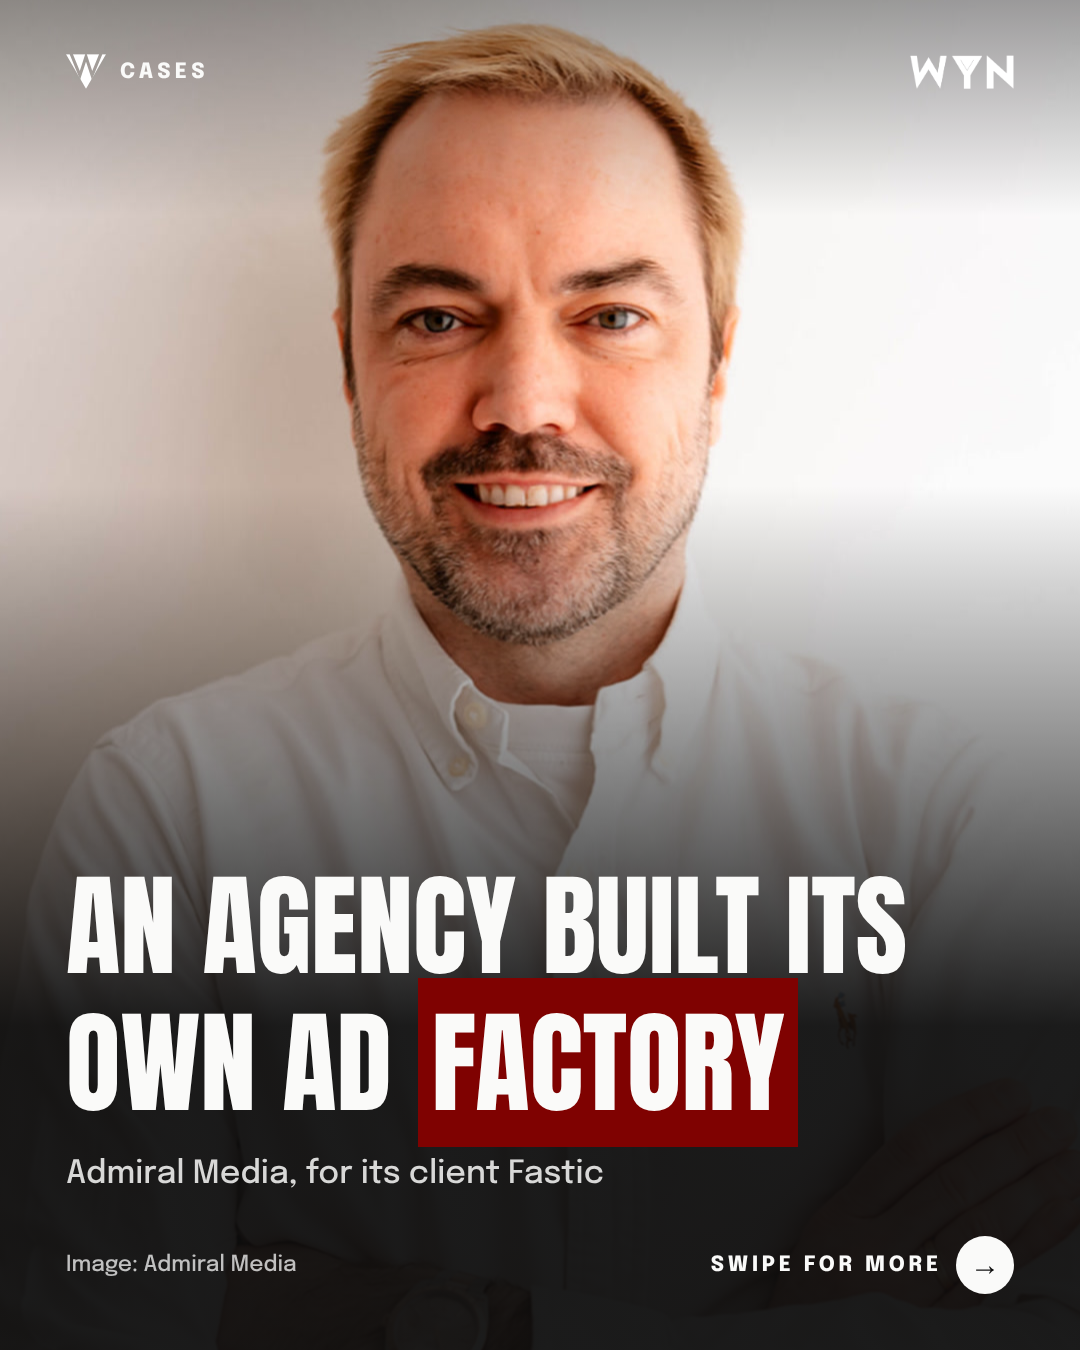 CASES
WYN
AN AGENCY BUILT ITS
OWN AD FACTORY
Admiral Media, for its client Fastic
Image: Admiral Media
SWIPE FOR MORE →